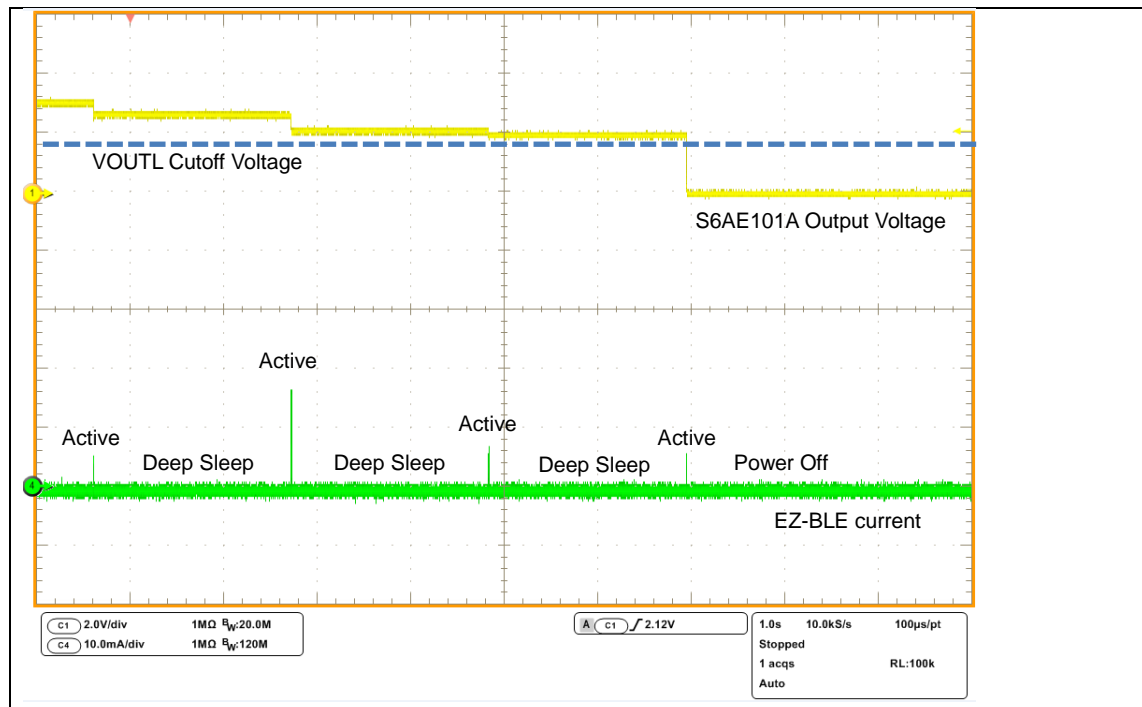 VOUTL Cutoff Voltage
1
S6AE101A Output Voltage
Active
Active
Active
Active
Deep Sleep
Deep Sleep
Deep Sleep
Power Off
4
EZ-BLE current
C1 2.0V/div 1MΩ BW:20.0M
C4 10.0mA/div 1MΩ BW:120M
A C1 2.12V
1.0s 10.0kS/s 100µs/pt
Stopped
1 acqs RL:100k
Auto